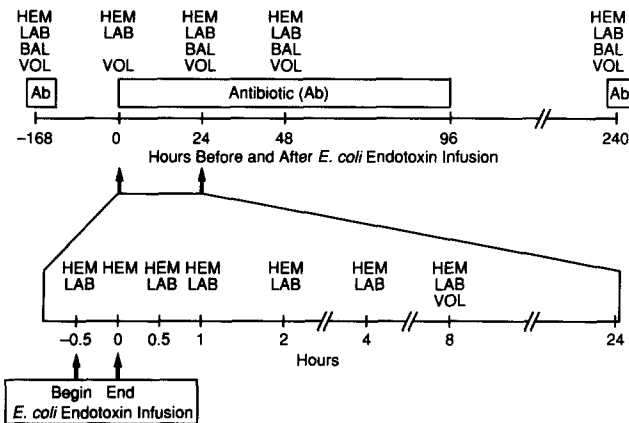 HEM HEM HEM HEM HEM
LAB LAB LAB LAB LAB
BAL BAL BAL BAL
VOL VOL VOL VOL VOL
Ab Antibiotic (Ab) Ab
−168 0 24 48 96 240
Hours Before and After E. coli Endotoxin Infusion
HEM HEM HEM HEM HEM HEM HEM
LAB LAB LAB LAB LAB LAB
VOL
−0.5 0 0.5 1 2 4 8 24
Hours
Begin End
E. coli Endotoxin Infusion